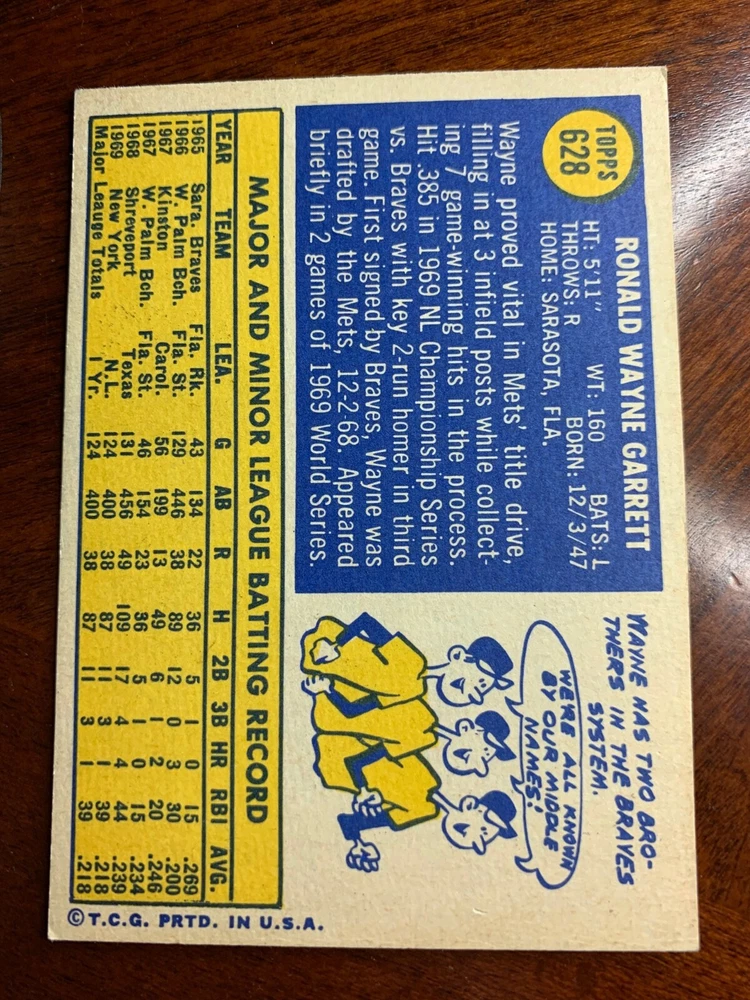 TOPPS
628
RONALD WAYNE GARRETT
HT: 5'11" WT: 160 BATS: L
THROWS: R BORN: 12/3/47
HOME: SARASOTA, FLA.
Wayne proved vital in Mets' title drive,
filling in at 3 infield posts while collect-
ing 7 game-winning hits in the process.
Hit .385 in 1969 NL Championship Series
vs. Braves with key 2-run homer in third
game. First signed by Braves, Wayne was
drafted by the Mets, 12-2-68. Appeared
briefly in 2 games of 1969 World Series.
WAYNE HAS TWO BRO-
THERS IN THE BRAVES
SYSTEM.
WE'RE ALL KNOWN
BY OUR MIDDLE
NAMES!
MAJOR AND MINOR LEAGUE BATTING RECORD
YEAR TEAM LEA. G AB R H 2B 3B HR RBI AVG.
1965 Sara. Braves Fla. Rk. 43 134 22 36 5 1 0 15 .269
1966 W. Palm Bch. Fla. St. 129 446 38 89 12 0 3 30 .200
1967 Kinston Carol. 56 199 13 49 6 1 2 20 .246
1967 W. Palm Bch. Fla. St. 46 154 23 36 5 1 0 15 .234
1968 Shreveport Texas 131 456 49 109 17 4 4 44 .239
1969 New York N.L. 124 400 38 87 11 3 1 39 .218
Major Leauge Totals 1 Yr. 124 400 38 87 11 3 1 39 .218
© T.C.G. PRTD. IN U.S.A.